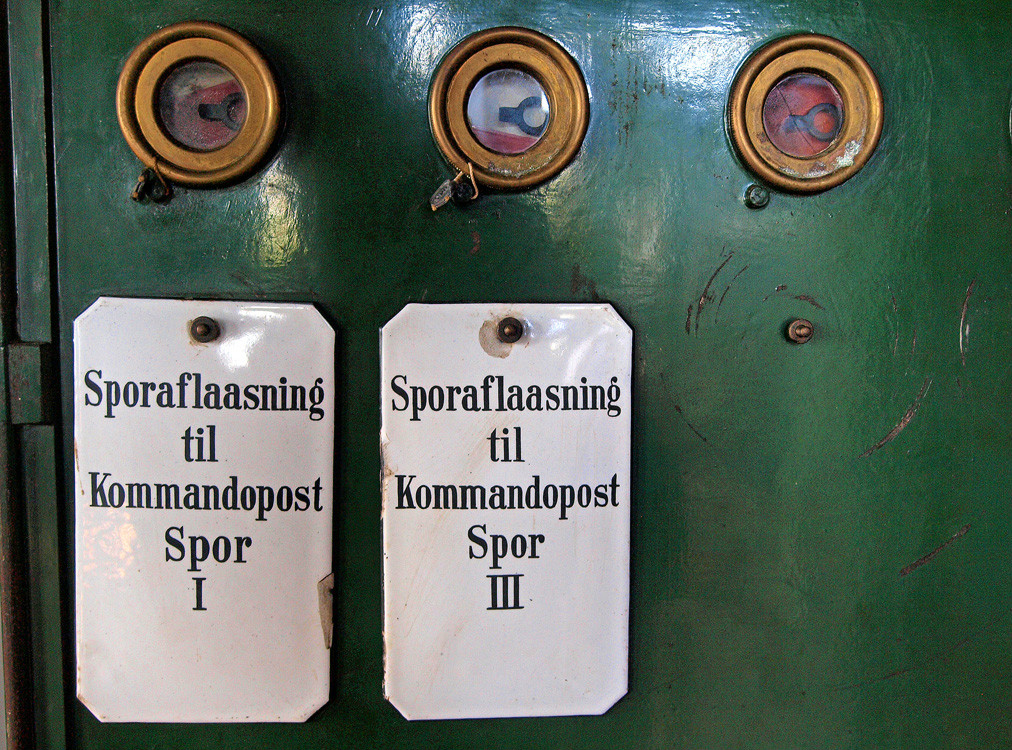 Sporaflaasning
til
Kommandopost
Spor
I
Sporaflaasning
til
Kommandopost
Spor
III